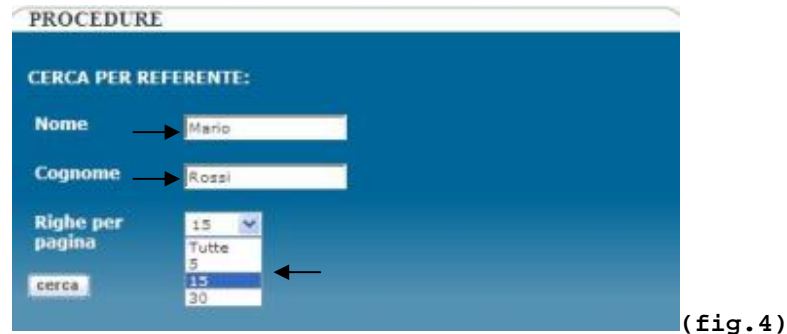 PROCEDURE
CERCA PER REFERENTE:
Nome Mario
Cognome Rossi
Righe per pagina 15
Tutte
5
15
30
cerca
(fig.4)